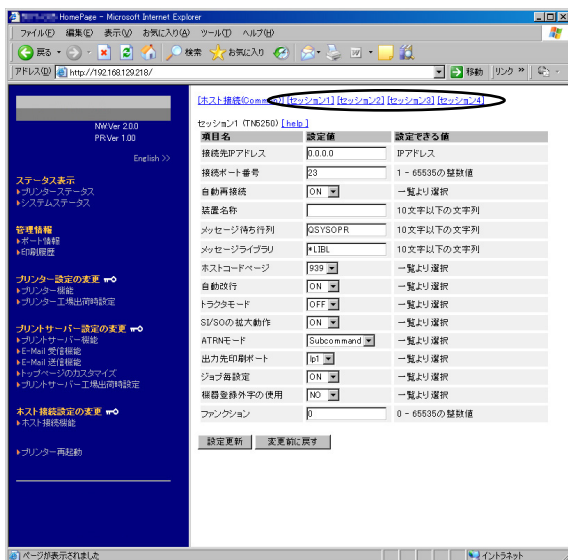 HomePage - Microsoft Internet Explorer
ファイル(F) 編集(E) 表示(V) お気に入り(A) ツール(T) ヘルプ(H)
戻る 検索 お気に入り
アドレス(D) http://192.168.129.218/ 移動 リンク »
NW.Ver 2.0.0
PR.Ver 1.00
English >>
ステータス表示
プリンターステータス
システムステータス
管理情報
ポート情報
印刷履歴
プリンター設定の変更
プリンター機能
プリンター工場出荷時設定
プリントサーバー設定の変更
プリントサーバー機能
E-Mail 受信機能
E-Mail 送信機能
トップページのカスタマイズ
プリントサーバー工場出荷時設定
ホスト接続設定の変更
ホスト接続機能
プリンター再起動
[ホスト接続(Common)] [セッション1] [セッション2] [セッション3] [セッション4]
セッション1 (TN5250) [help]
項目名 設定値 設定できる値
接続先IPアドレス 0.0.0.0 IPアドレス
接続ポート番号 23 1 - 65535の整数値
自動再接続 ON 一覧より選択
装置名称 10文字以下の文字列
メッセージ待ち行列 QSYSOPR 10文字以下の文字列
メッセージライブラリ *LIBL 10文字以下の文字列
ホストコードページ 939 一覧より選択
自動改行 ON 一覧より選択
トラクタモード OFF 一覧より選択
SI/SOの拡大動作 ON 一覧より選択
ATRNモード Subcommand 一覧より選択
出力先印刷ポート lp1 一覧より選択
ジョブ毎設定 ON 一覧より選択
機器登録外字の使用 NO 一覧より選択
ファンクション 0 0 - 65535の整数値
設定更新 変更前に戻す
ページが表示されました イントラネット